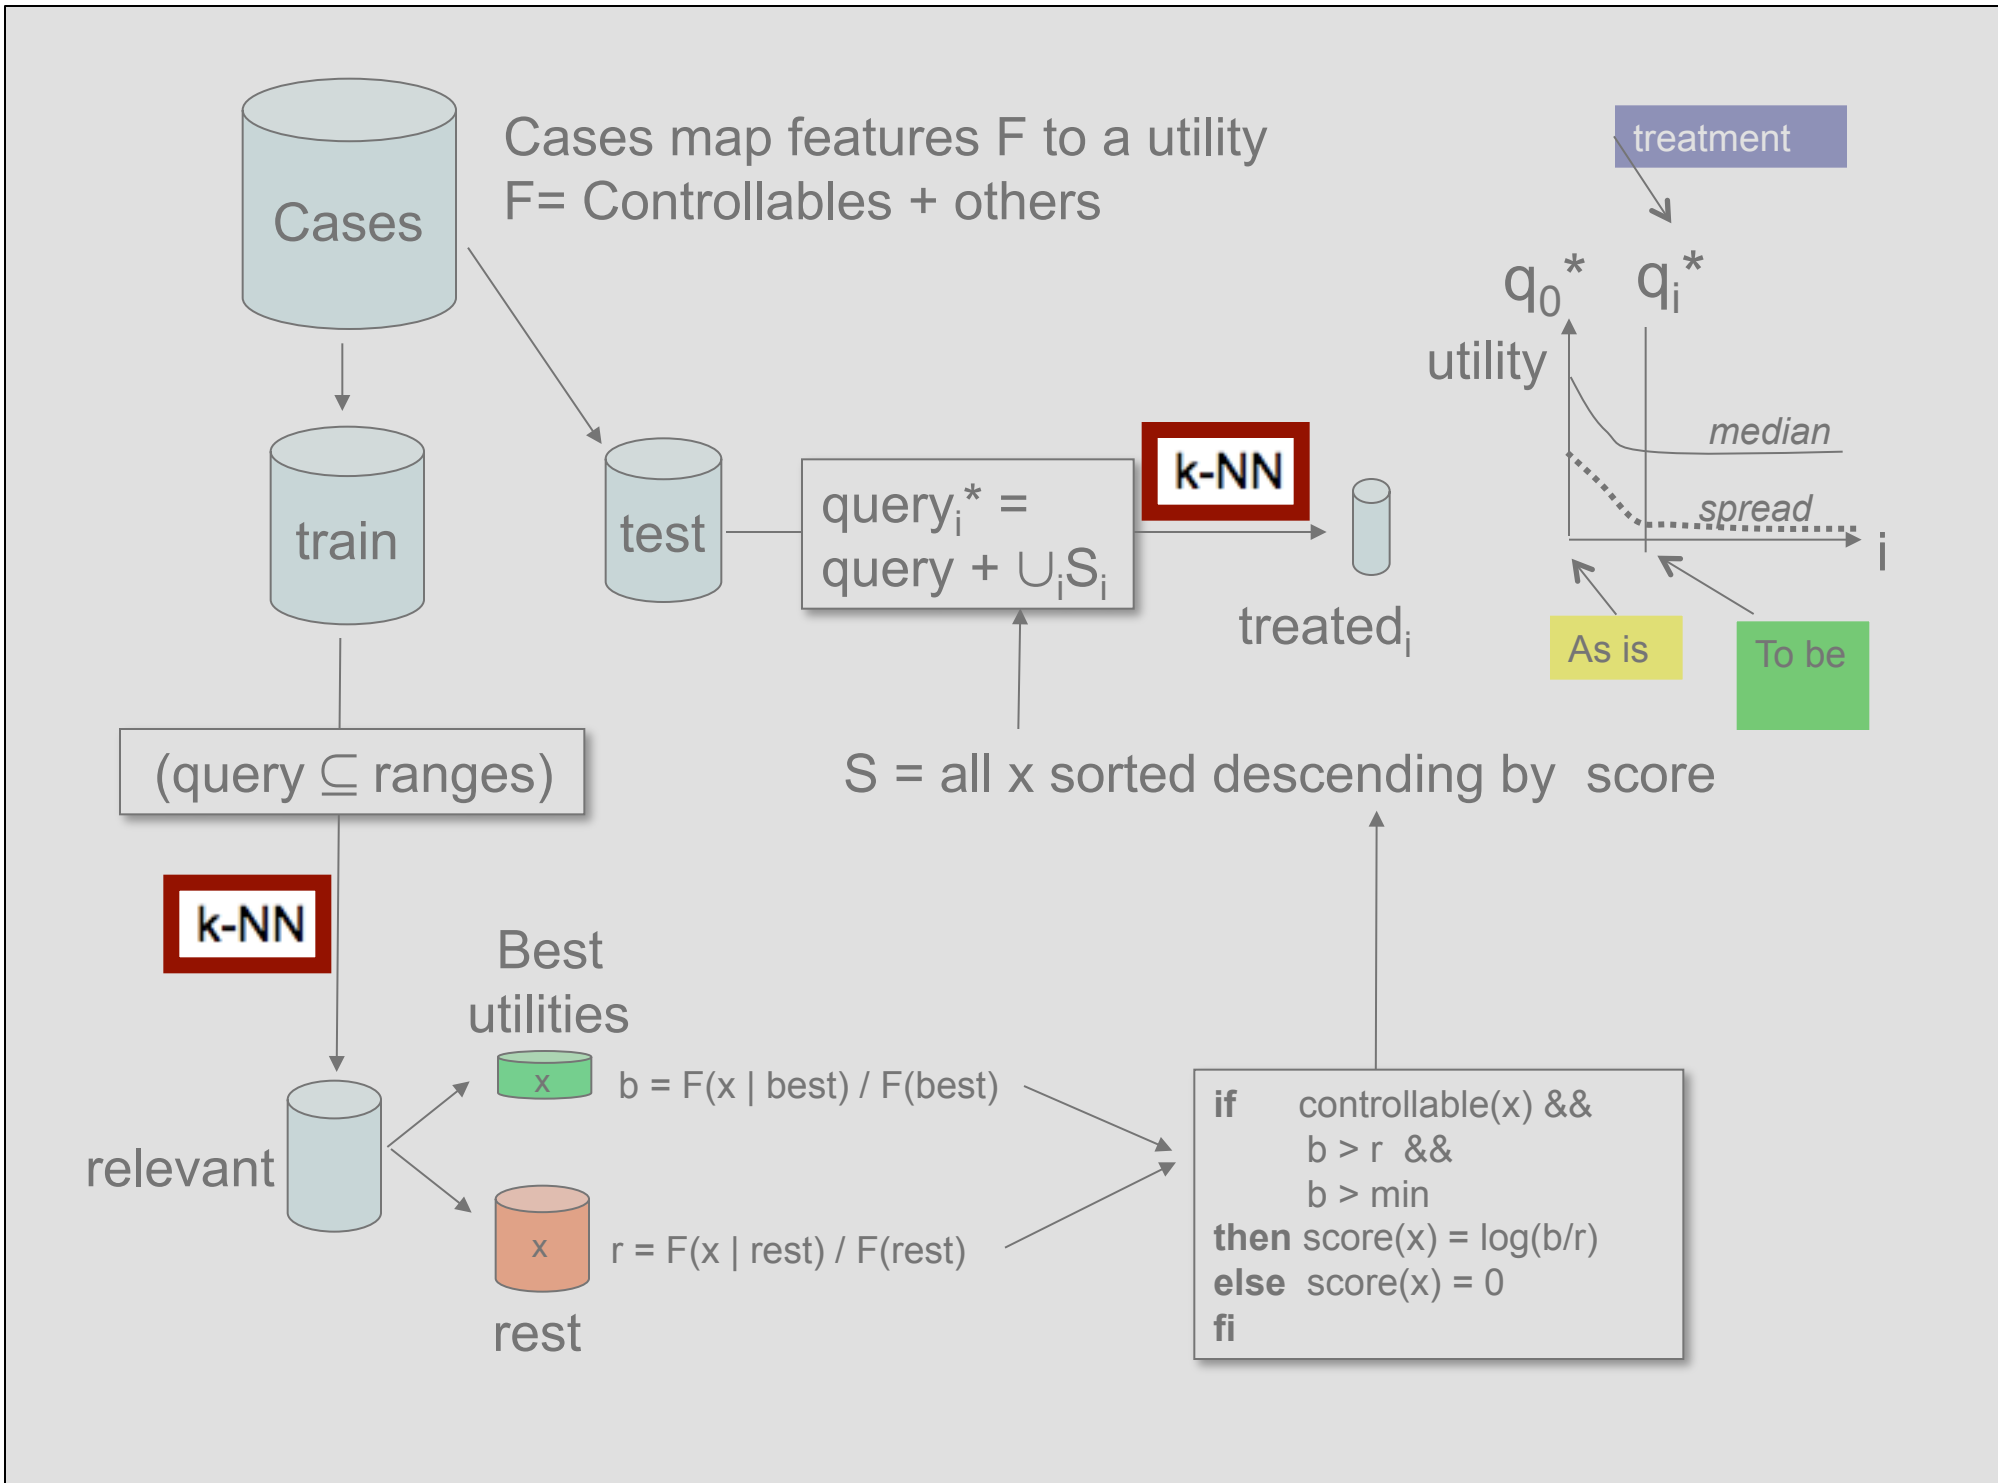 Cases map features F to a utility
F= Controllables + others
Cases
treatment
q₀*
qᵢ*
utility
median
spread
i
As is
To be
train
test
queryᵢ* =
query + ∪ᵢSᵢ
k-NN
treatedᵢ
(query ⊆ ranges)
S = all x sorted descending by  score
k-NN
Best
utilities
x
b = F(x | best) / F(best)
relevant
x
r = F(x | rest) / F(rest)
rest
if controllable(x) &&
b > r &&
b > min
then score(x) = log(b/r)
else score(x) = 0
fi